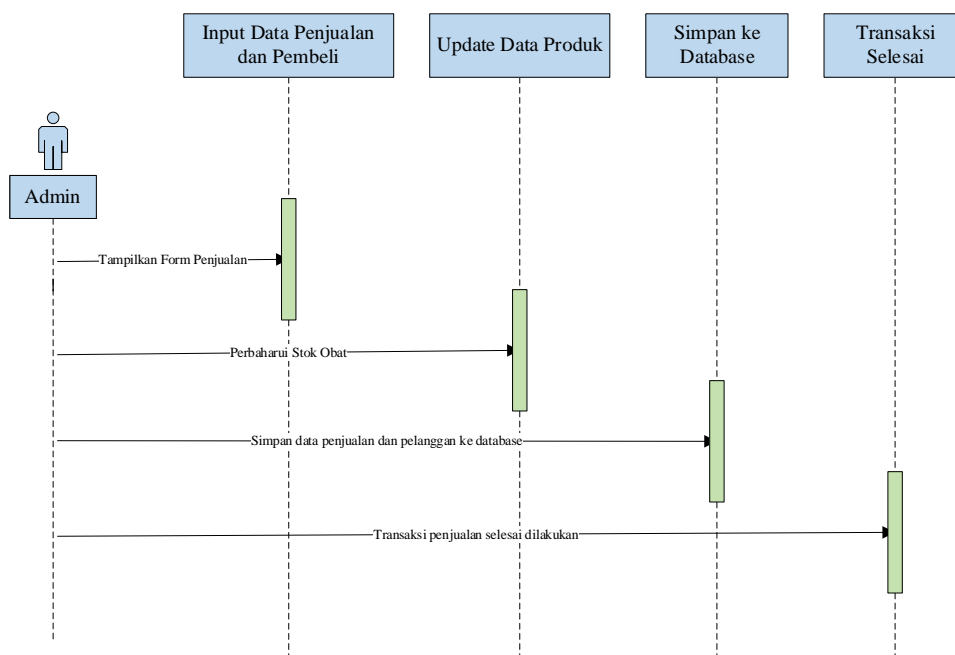 Input Data Penjualan
dan Pembeli
Update Data Produk
Simpan ke
Database
Transaksi
Selesai
Admin
Tampilkan Form Penjualan
Perbaharui Stok Obat
Simpan data penjualan dan pelanggan ke database
Transaksi penjualan selesai dilakukan